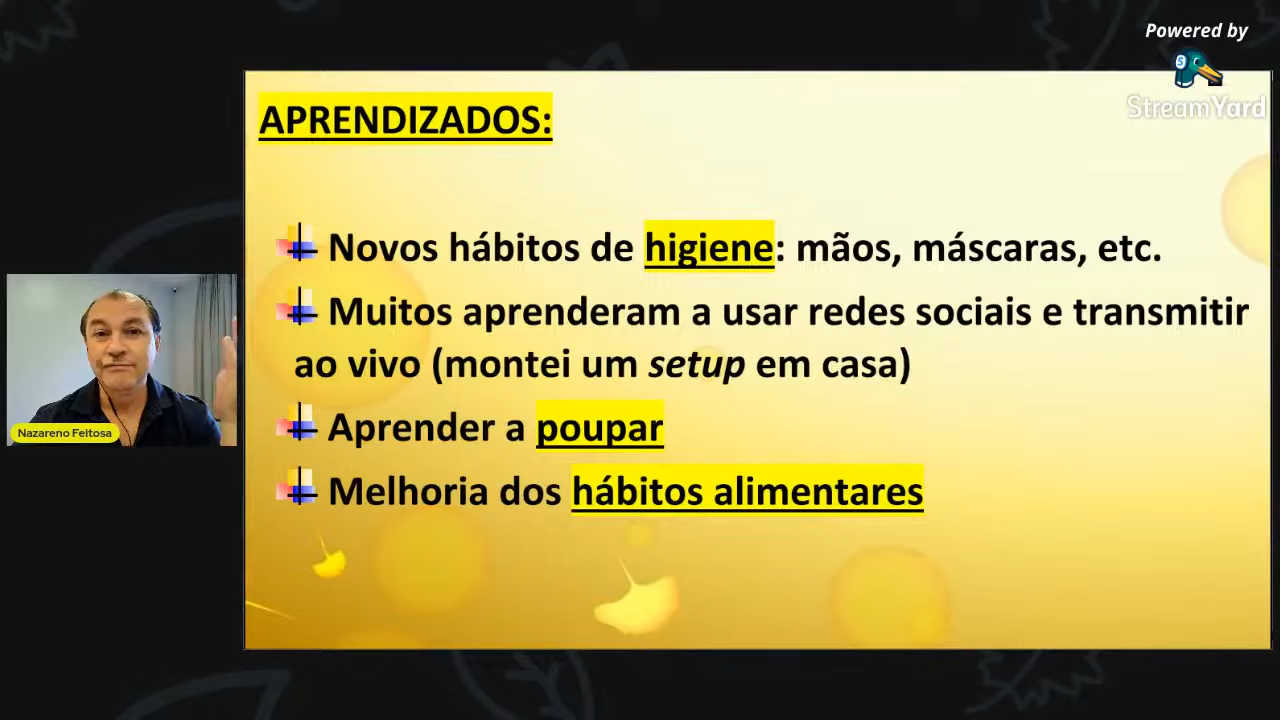 Powered by
StreamYard
APRENDIZADOS:
Novos hábitos de higiene: mãos, máscaras, etc.
Muitos aprenderam a usar redes sociais e transmitir
ao vivo (montei um setup em casa)
Aprender a poupar
Melhoria dos hábitos alimentares
Nazareno Feitosa